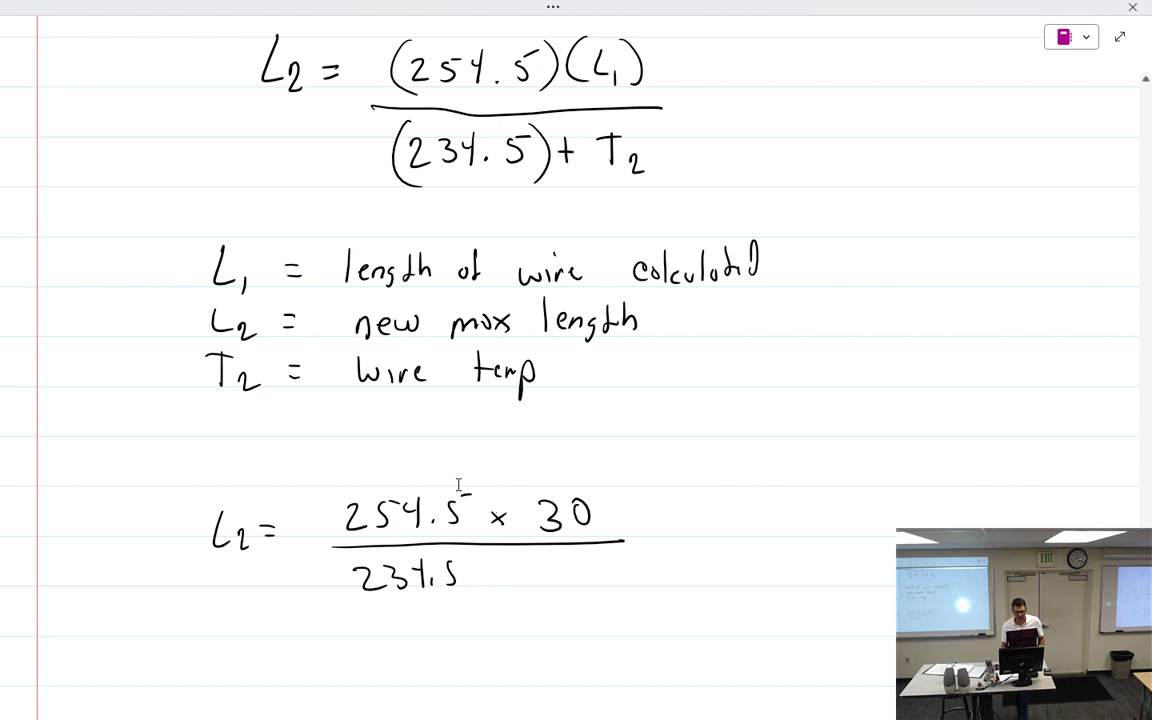 L₂ = (254.5)(L₁)
(234.5) + T₂
L₁ = length of wire calculated
L₂ = new max length
T₂ = wire temp
L₂ = 254.5 × 30
234.5
EXIT